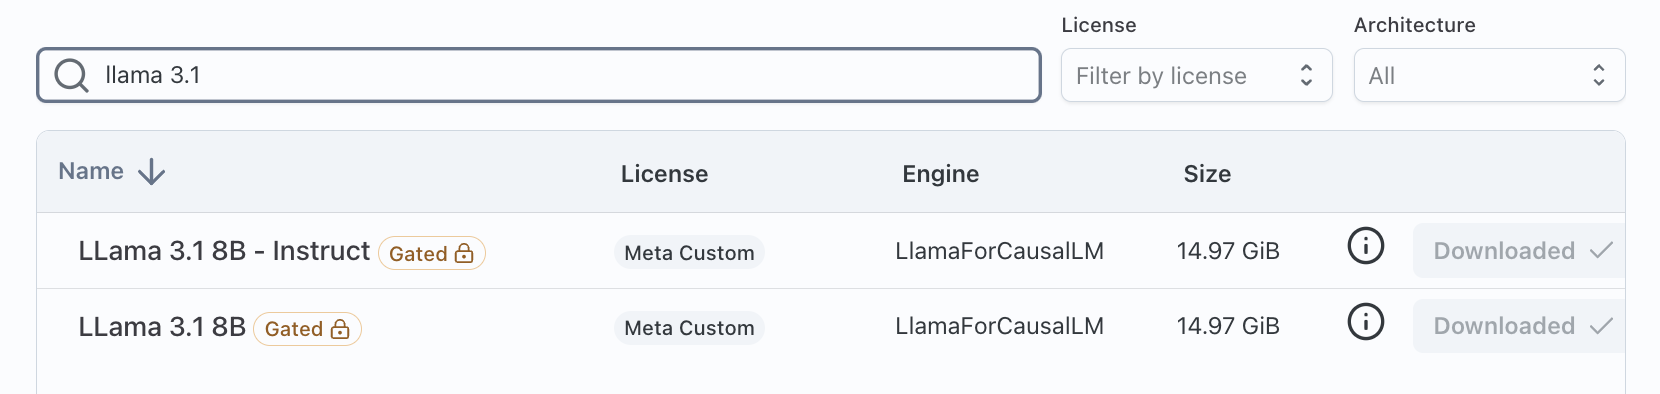 License
Architecture
llama 3.1
Filter by license
All
Name License Engine Size
LLama 3.1 8B - Instruct Gated Meta Custom LlamaForCausalLM 14.97 GiB Downloaded
LLama 3.1 8B Gated Meta Custom LlamaForCausalLM 14.97 GiB Downloaded